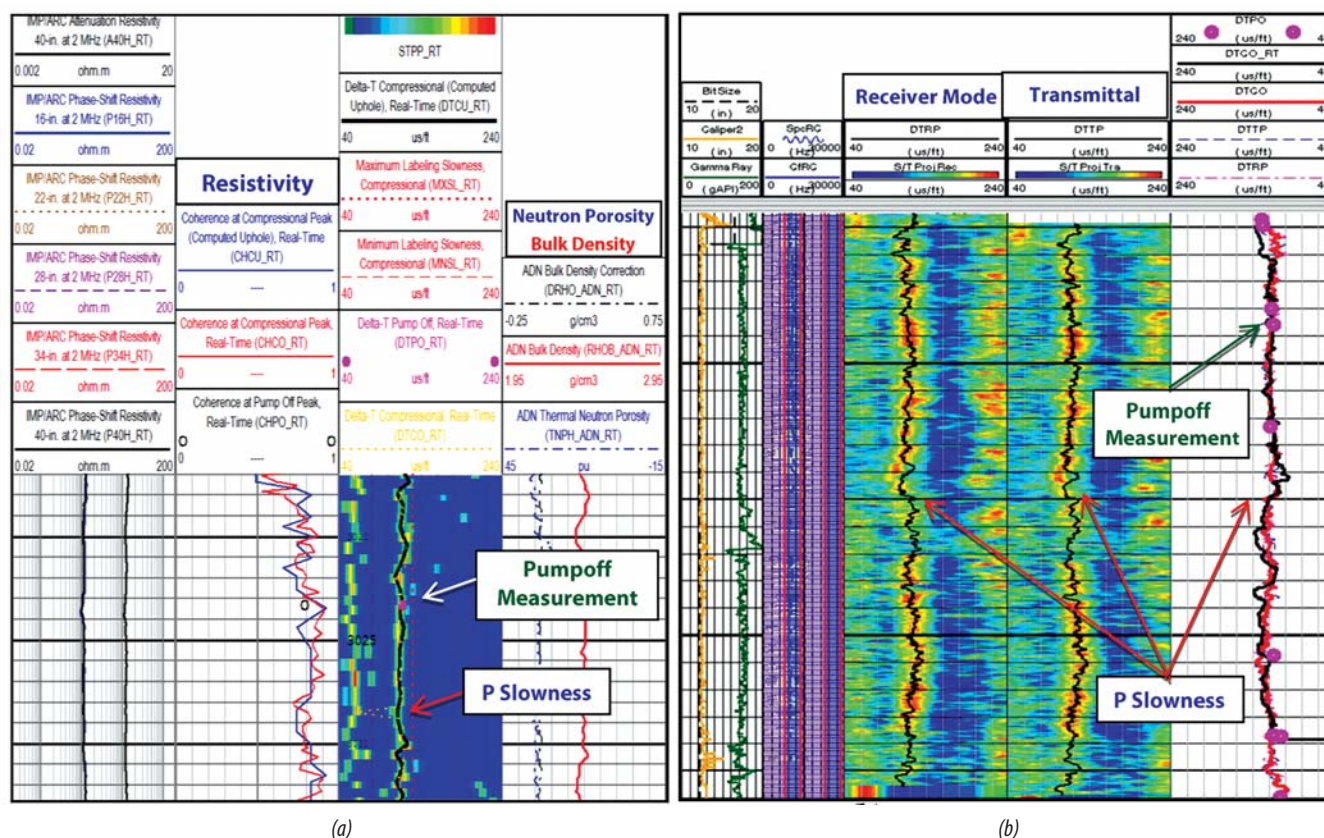 IMP/ARC Attenuation Resistivity
40-in. at 2 MHz (A40H_RT)
0.002 ohm.m 20
IMP/ARC Phase-Shift Resistivity
16-in. at 2 MHz (P16H_RT)
0.02 ohm.m 200
IMP/ARC Phase-Shift Resistivity
22-in. at 2 MHz (P22H_RT)
0.02 ohm.m 200
IMP/ARC Phase-Shift Resistivity
28-in. at 2 MHz (P28H_RT)
0.02 ohm.m 200
IMP/ARC Phase-Shift Resistivity
34-in. at 2 MHz (P34H_RT)
0.02 ohm.m 200
IMP/ARC Phase-Shift Resistivity
40-in. at 2 MHz (P40H_RT)
0.02 ohm.m 200
Resistivity
Coherence at Compressional Peak
(Computed Uphole), Real-Time
(CHCU_RT)
0 ---- 1
Coherence at Compressional Peak,
Real-Time (CHCO_RT)
0 ---- 1
Coherence at Pump Off Peak,
Real-Time (CHPO_RT)
0 ---- 1
STPP_RT
Delta-T Compressional (Computed
Uphole), Real-Time (DTCU_RT)
40 us/ft 240
Maximum Labeling Slowness,
Compressional (MXSL_RT)
40 us/ft 240
Minimum Labeling Slowness,
Compressional (MNSL_RT)
40 us/ft 240
Delta-T Pump Off, Real-Time
(DTPO_RT)
40 us/ft 240
Delta-T Compressional, Real-Time
(DTCO_RT)
40 us/ft 240
Neutron Porosity
Bulk Density
ADN Bulk Density Correction
(DRHO_ADN_RT)
-0.25 g/cm3 0.75
ADN Bulk Density (RHOB_ADN_RT)
1.95 g/cm3 2.95
ADN Thermal Neutron Porosity
(TNPH_ADN_RT)
45 pu -15
Pumpoff
Measurement
3025
P Slowness
(a)
Bit Size
10 (in) 20
Caliper2
10 (in) 20
Gamma Ray
0 (gAPI) 200
SpcRC
0 (Hz) 30000
CfRC
0 (Hz) 30000
Receiver Mode
DTRP
40 (us/ft) 240
S/T Proj Rec
40 (us/ft) 240
Transmittal
DTTP
40 (us/ft) 240
S/T Proj Tra
40 (us/ft) 240
DTPO
240 (us/ft) 4
DTCO_RT
240 (us/ft) 4
DTCO
240 (us/ft) 4
DTTP
240 (us/ft) 4
DTRP
240 (us/ft) 4
Pumpoff
Measurement
P Slowness
(b)